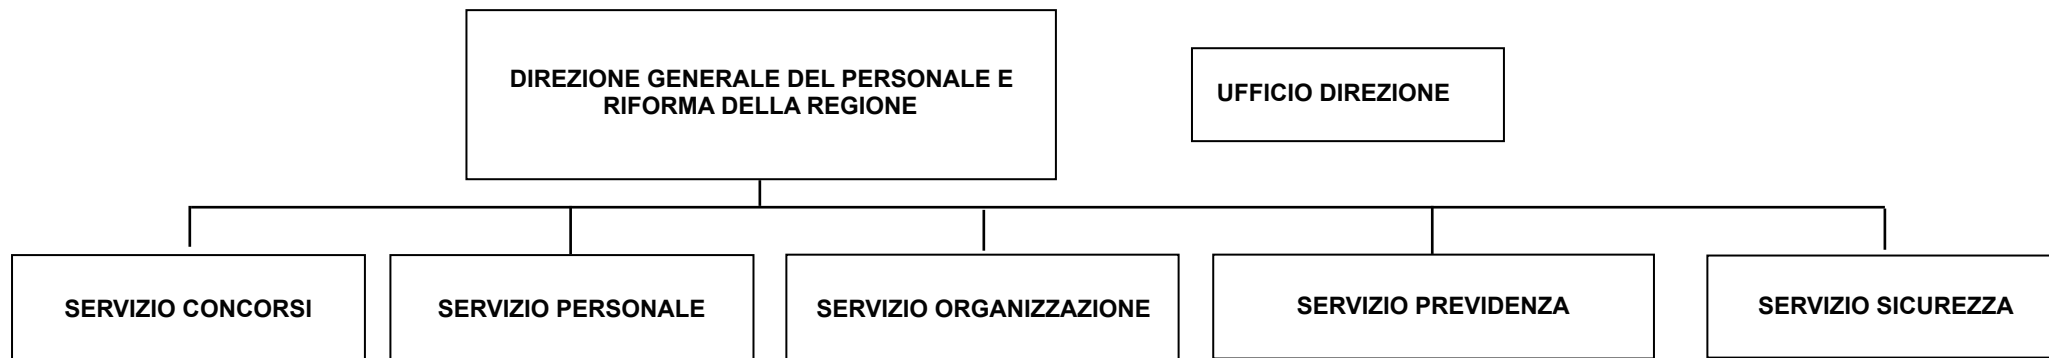 DIREZIONE GENERALE DEL PERSONALE E
RIFORMA DELLA REGIONE
UFFICIO DIREZIONE
SERVIZIO CONCORSI
SERVIZIO PERSONALE
SERVIZIO ORGANIZZAZIONE
SERVIZIO PREVIDENZA
SERVIZIO SICUREZZA